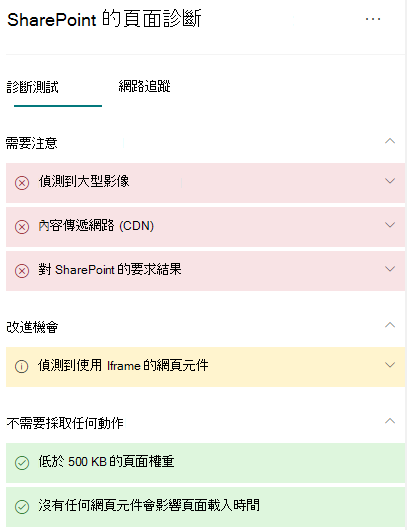 SharePoint 的頁面診斷
診斷測試
網路追蹤
需要注意
偵測到大型影像
內容傳遞網路 (CDN)
對 SharePoint 的要求結果
改進機會
偵測到使用 Iframe 的網頁元件
不需要採取任何動作
低於 500 KB 的頁面權重
沒有任何網頁元件會影響頁面載入時間